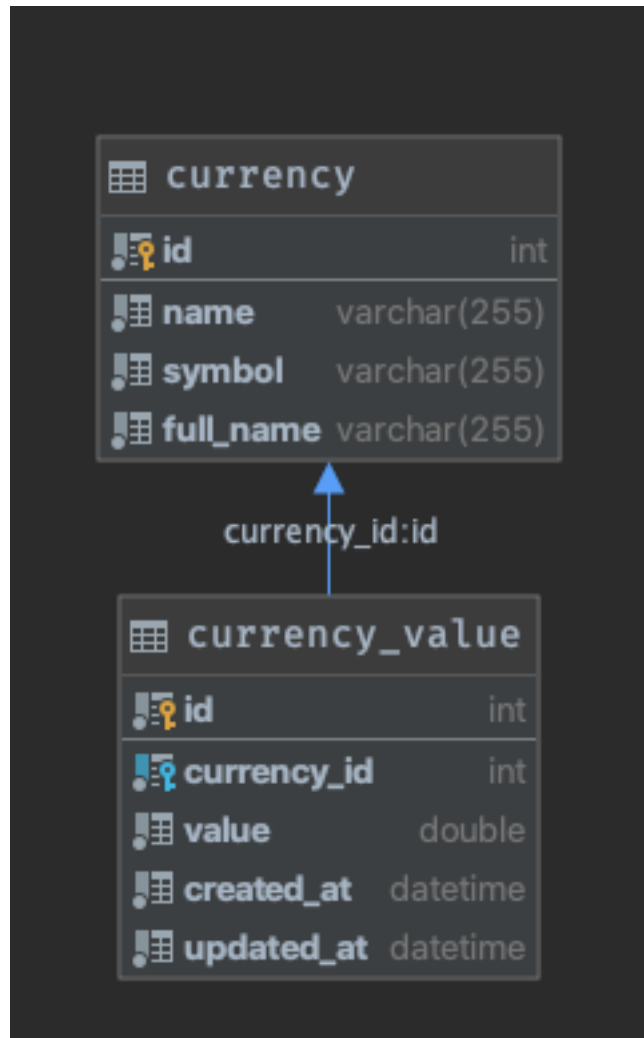 currency
id int
name varchar(255)
symbol varchar(255)
full_name varchar(255)
currency_id:id
currency_value
id int
currency_id int
value double
created_at datetime
updated_at datetime